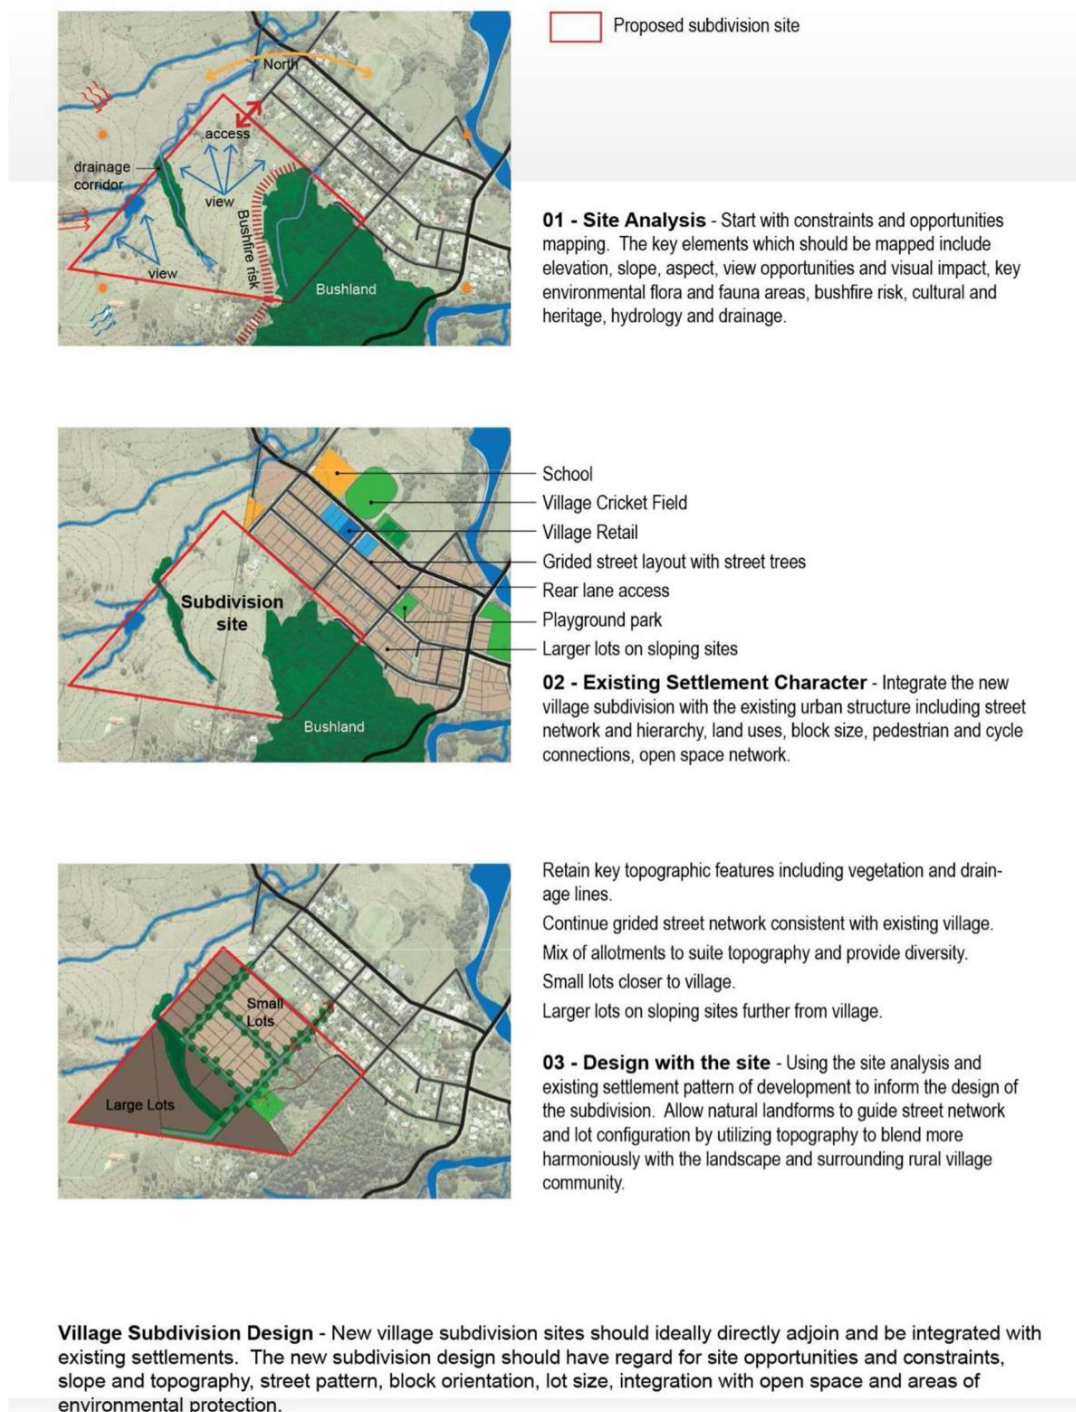 Proposed subdivision site
North
access
drainage
corridor
view
view
Bushfire risk
Bushland
01 - Site Analysis - Start with constraints and opportunities
mapping. The key elements which should be mapped include
elevation, slope, aspect, view opportunities and visual impact, key
environmental flora and fauna areas, bushfire risk, cultural and
heritage, hydrology and drainage.
School
Village Cricket Field
Village Retail
Grided street layout with street trees
Rear lane access
Playground park
Larger lots on sloping sites
Subdivision
site
Bushland
02 - Existing Settlement Character - Integrate the new
village subdivision with the existing urban structure including street
network and hierarchy, land uses, block size, pedestrian and cycle
connections, open space network.
Retain key topographic features including vegetation and drain-
age lines.
Continue grided street network consistent with existing village.
Mix of allotments to suite topography and provide diversity.
Small lots closer to village.
Larger lots on sloping sites further from village.
Small
Lots
Large Lots
03 - Design with the site - Using the site analysis and
existing settlement pattern of development to inform the design of
the subdivision. Allow natural landforms to guide street network
and lot configuration by utilizing topography to blend more
harmoniously with the landscape and surrounding rural village
community.
Village Subdivision Design - New village subdivision sites should ideally directly adjoin and be integrated with
existing settlements. The new subdivision design should have regard for site opportunities and constraints,
slope and topography, street pattern, block orientation, lot size, integration with open space and areas of
environmental protection.